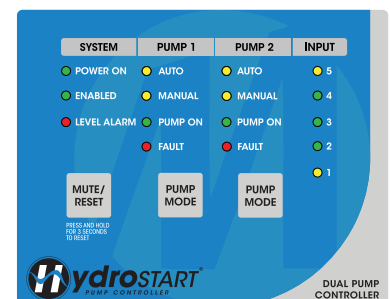 SYSTEM PUMP 1 PUMP 2 INPUT
POWER ON AUTO AUTO 5
ENABLED MANUAL MANUAL 4
LEVEL ALARM PUMP ON PUMP ON 3
FAULT FAULT 2
1
MUTE/
RESET
PUMP
MODE
PUMP
MODE
PRESS AND HOLD
FOR 3 SECONDS
TO RESET
HydroSTART
PUMP CONTROLLER
DUAL PUMP
CONTROLLER